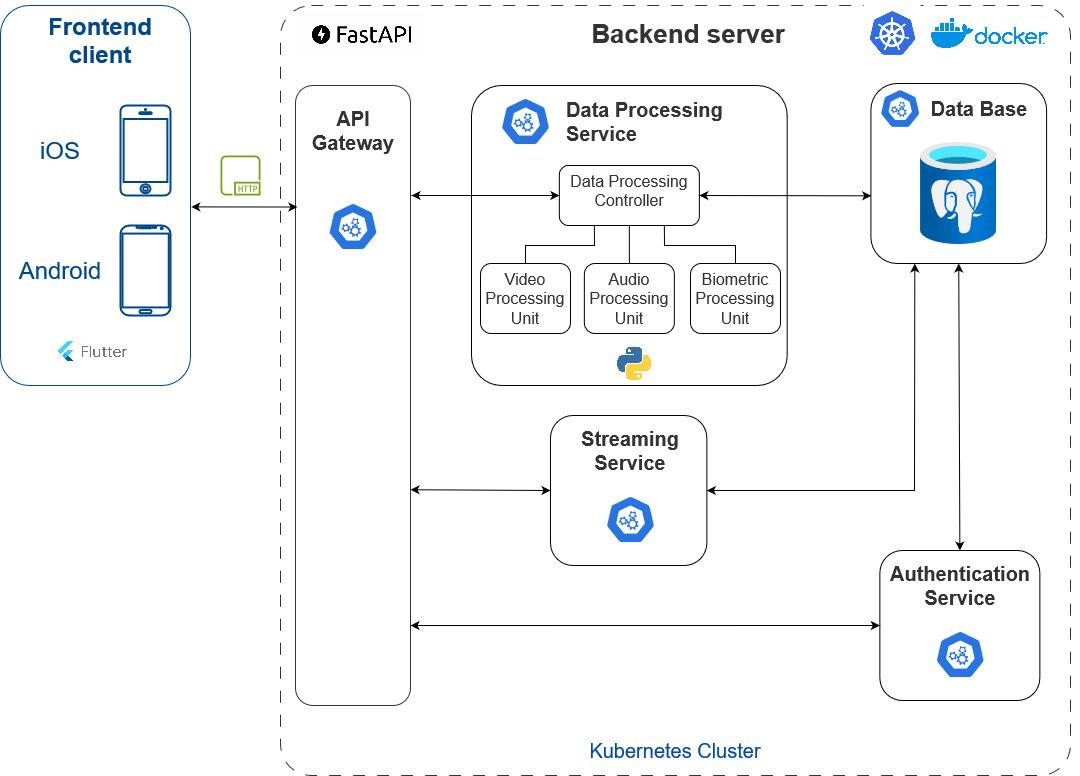 Frontend
client
iOS
Android
Flutter
HTTP
FastAPI
Backend server
docker
API
Gateway
Data Processing
Service
Data Processing
Controller
Video
Processing
Unit
Audio
Processing
Unit
Biometric
Processing
Unit
Data Base
Streaming
Service
Authentication
Service
Kubernetes Cluster